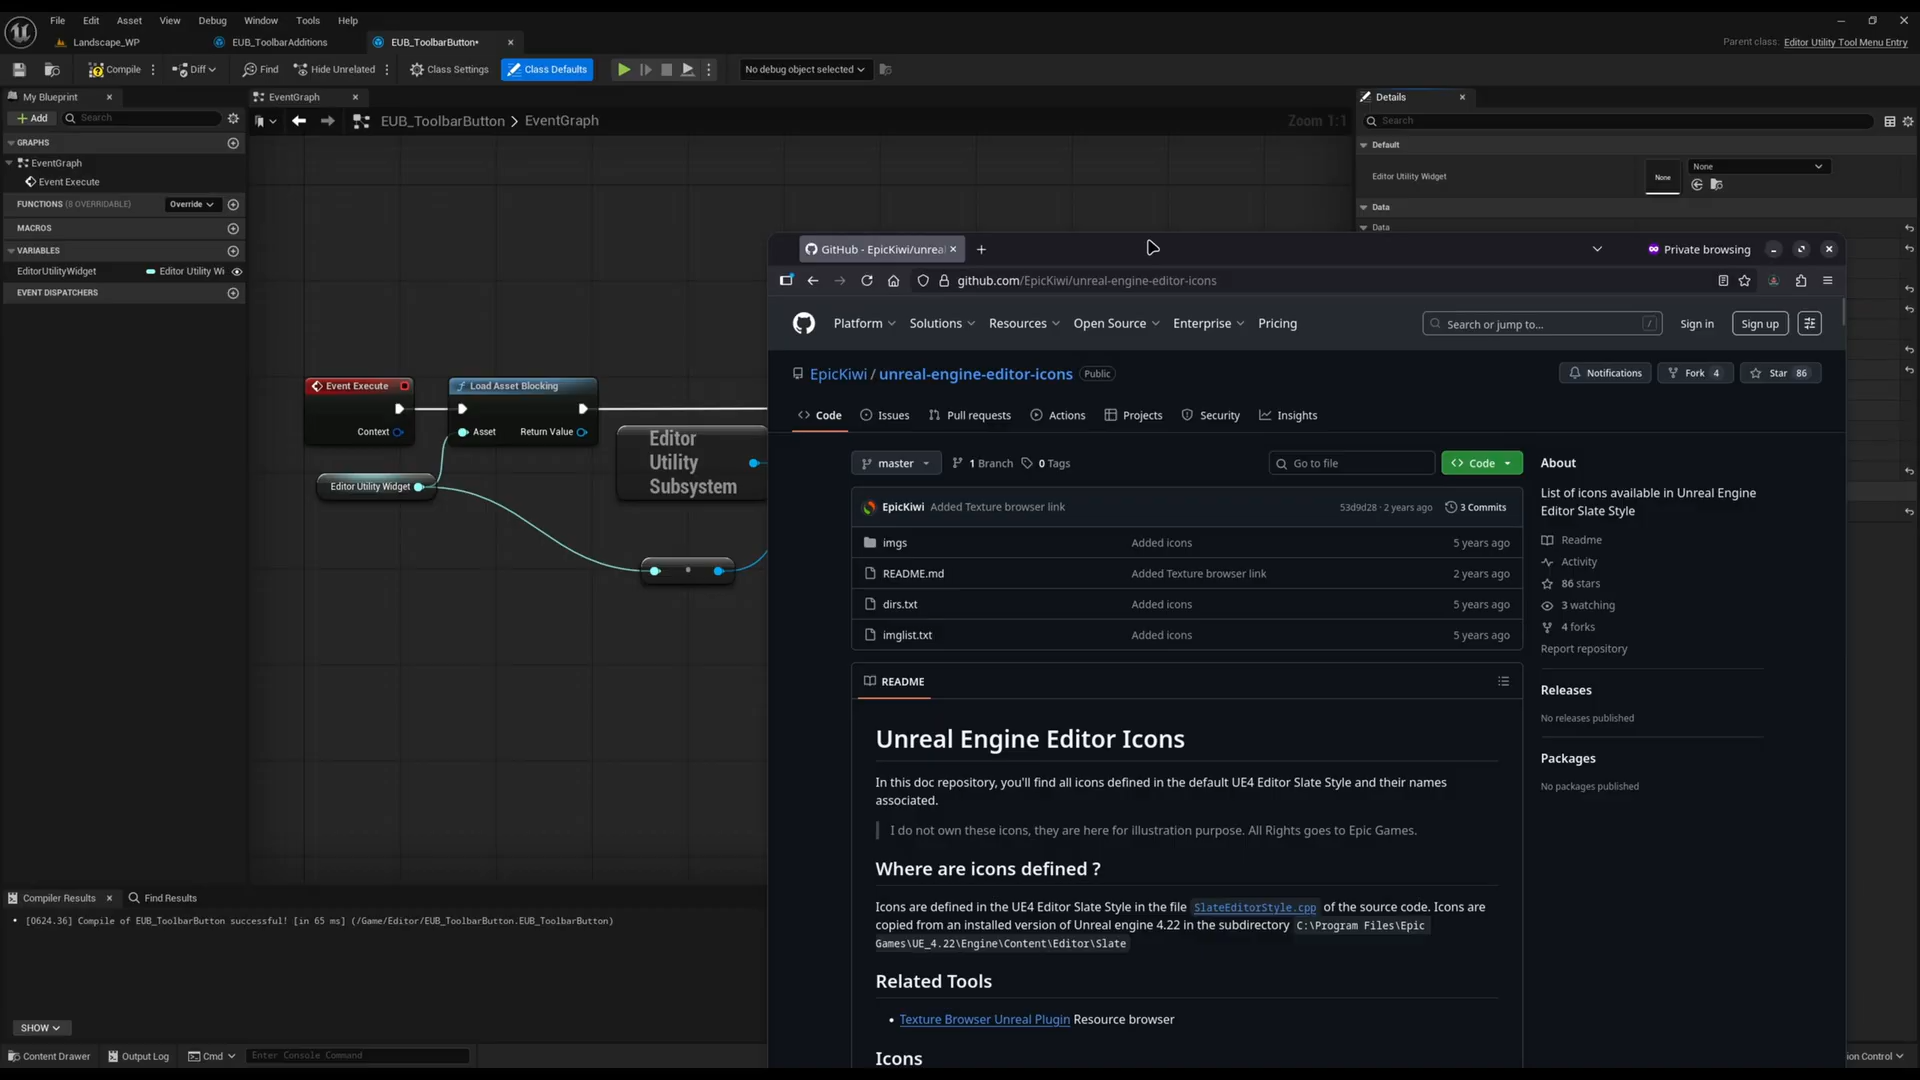 File Edit Asset View Debug Window Tools Help
Landscape_WP
EUB_ToolbarAdditions
EUB_ToolbarButton*
Parent class: Editor Utility Tool Menu Entry
Compile
Diff
Find
Hide Unrelated
Class Settings
Class Defaults
No debug object selected
My Blueprint
EventGraph
Details
Add
Search
EUB_ToolbarButton > EventGraph
Zoom 1:1
Search
GRAPHS
EventGraph
Event Execute
FUNCTIONS (8 OVERRIDABLE)
Override
MACROS
VARIABLES
EditorUtilityWidget
Editor Utility Wi
EVENT DISPATCHERS
Default
Editor Utility Widget
None
None
Data
Data
Event Execute
Context
Load Asset Blocking
Asset
Return Value
Editor Utility Widget
Editor
Utility
Subsystem
GitHub - EpicKiwi/unreal
Private browsing
github.com/EpicKiwi/unreal-engine-editor-icons
Platform Solutions Resources Open Source Enterprise Pricing
Search or jump to...
/
Sign in
Sign up
EpicKiwi / unreal-engine-editor-icons
Public
Notifications
Fork 4
Star 86
Code Issues Pull requests Actions Projects Security Insights
master
1 Branch
0 Tags
Go to file
Code
EpicKiwi Added Texture browser link
53d9d28 · 2 years ago
3 Commits
imgs Added icons 5 years ago
README.md Added Texture browser link 2 years ago
dirs.txt Added icons 5 years ago
imglist.txt Added icons 5 years ago
About
List of icons available in Unreal Engine
Editor Slate Style
Readme
Activity
86 stars
3 watching
4 forks
Report repository
Releases
No releases published
Packages
No packages published
README
Unreal Engine Editor Icons
In this doc repository, you'll find all icons defined in the default UE4 Editor Slate Style and their names
associated.
I do not own these icons, they are here for illustration purpose. All Rights goes to Epic Games.
Where are icons defined ?
Icons are defined in the UE4 Editor Slate Style in the file SlateEditorStyle.cpp of the source code. Icons are
copied from an installed version of Unreal engine 4.22 in the subdirectory C:\Program Files\Epic
Games\UE_4.22\Engine\Content\Editor\Slate
Related Tools
• Texture Browser Unreal Plugin Resource browser
Icons
Compiler Results
Find Results
• [0624.36] Compile of EUB_ToolbarButton successful! [in 65 ms] (/Game/Editor/EUB_ToolbarButton.EUB_ToolbarButton)
SHOW
Content Drawer
Output Log
Cmd
Enter Console Command
ion Control